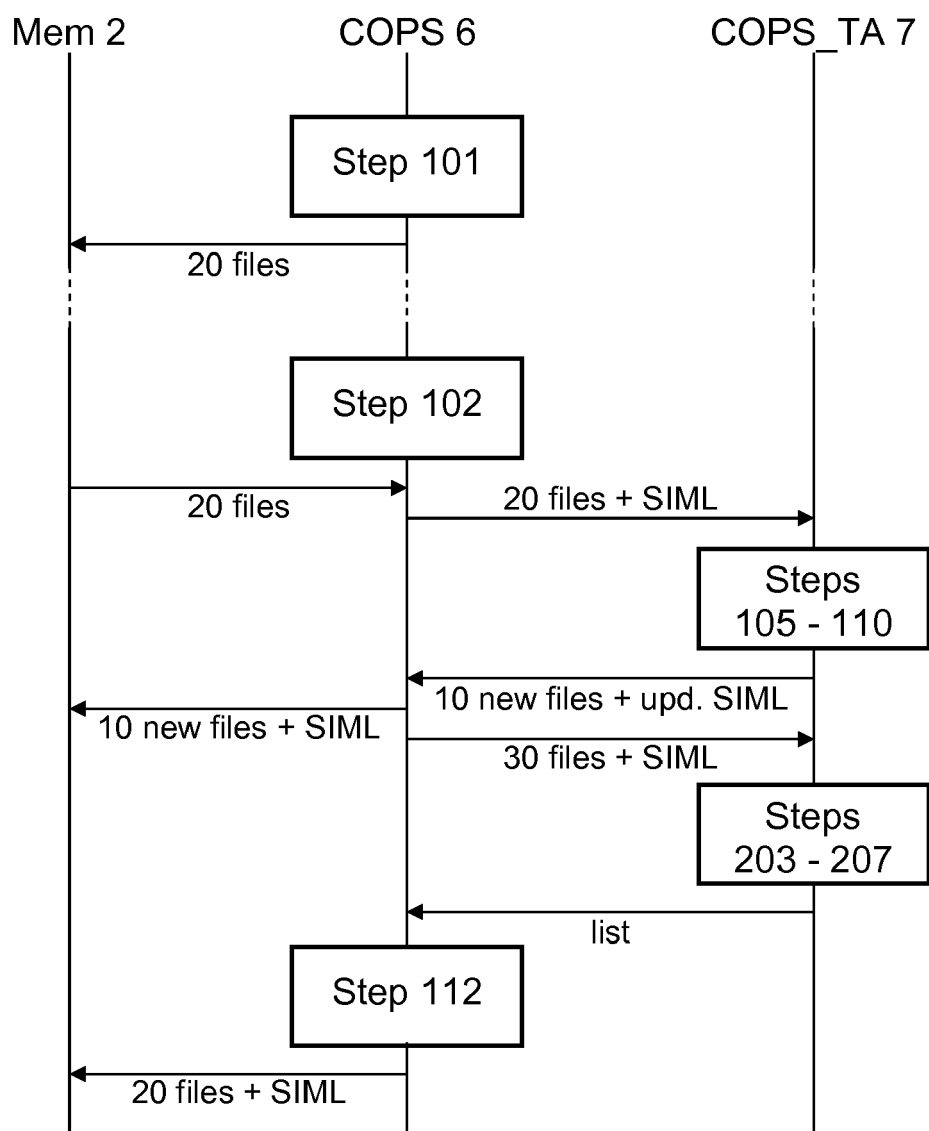 Mem 2
COPS 6
COPS_TA 7
Step 101
20 files
Step 102
20 files
20 files + SIML
Steps
105 - 110
10 new files + upd. SIML
10 new files + SIML
30 files + SIML
Steps
203 - 207
list
Step 112
20 files + SIML